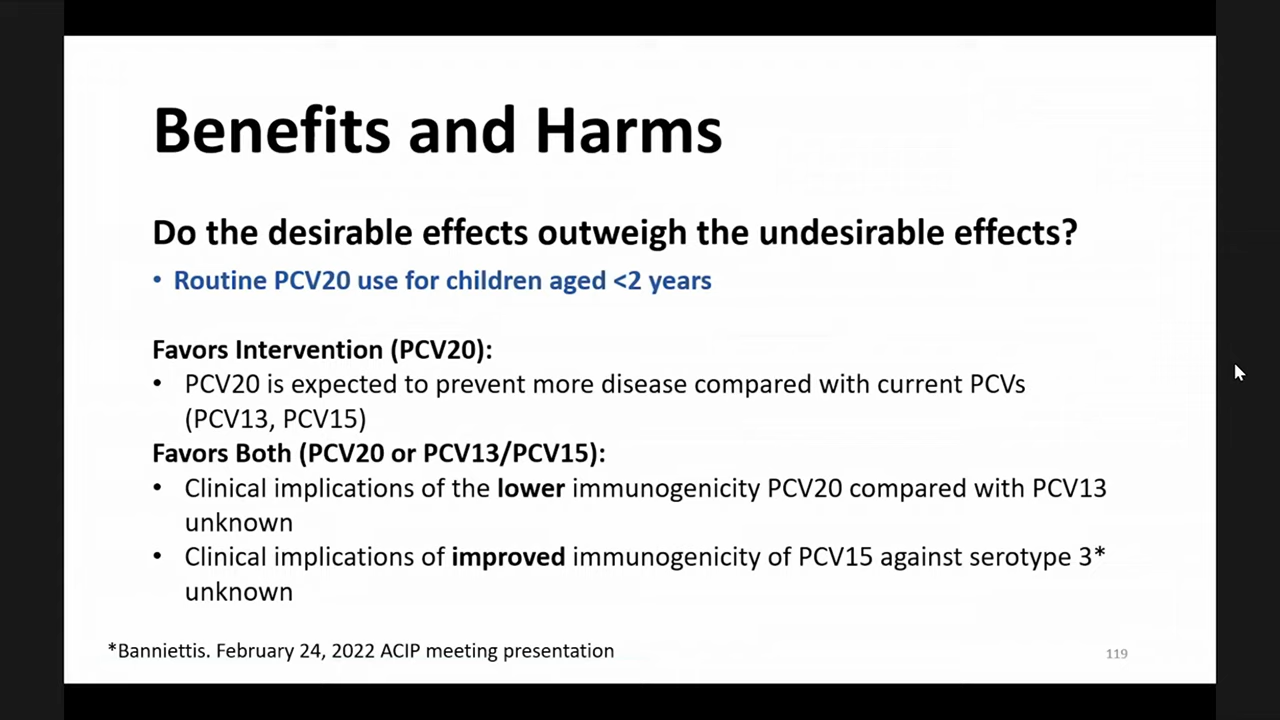 Benefits and Harms
Do the desirable effects outweigh the undesirable effects?
• Routine PCV20 use for children aged <2 years
Favors Intervention (PCV20):
• PCV20 is expected to prevent more disease compared with current PCVs
(PCV13, PCV15)
Favors Both (PCV20 or PCV13/PCV15):
• Clinical implications of the lower immunogenicity PCV20 compared with PCV13
unknown
• Clinical implications of improved immunogenicity of PCV15 against serotype 3*
unknown
*Banniettis. February 24, 2022 ACIP meeting presentation
119